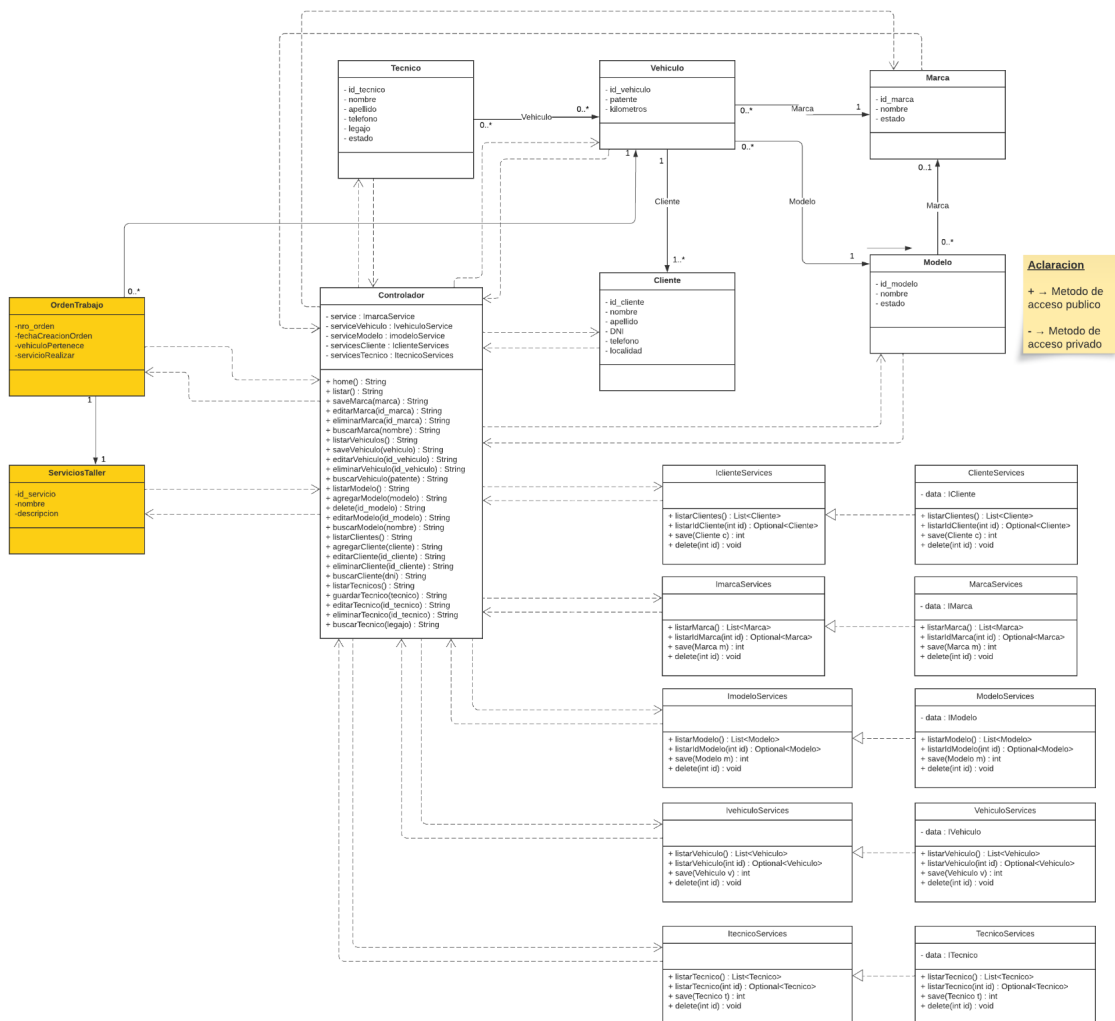 Tecnico
- id_tecnico
- nombre
- apellido
- telefono
- legajo
- estado
0..*
Vehiculo
0..*
Vehiculo
- id_vehiculo
- patente
- kilometros
0..*
Marca
1
Marca
- id_marca
- nombre
- estado
1
1
0..*
0..1
Cliente
Modelo
Marca
1..*
1
0..*
Modelo
- id_modelo
- nombre
- estado
Aclaracion
+ → Metodo de
acceso publico
- → Metodo de
acceso privado
Cliente
- id_cliente
- nombre
- apellido
- DNI
- telefono
- localidad
0..*
OrdenTrabajo
-nro_orden
-fechaCreacionOrden
-vehiculoPertenece
-servicioRealizar
1
1
ServiciosTaller
-id_servicio
-nombre
-descripcion
Controlador
- service : ImarcaService
- serviceVehiculo : IvehiculoService
- serviceModelo : imodeloService
- servicesCliente : IclienteServices
- servicesTecnico : ItecnicoServices
+ home() : String
+ listar() : String
+ saveMarca(marca) : String
+ editarMarca(id_marca) : String
+ eliminarMarca(id_marca) : String
+ buscarMarca(nombre) : String
+ listarVehiculos() : String
+ saveVehiculo(vehiculo) : String
+ editarVehiculo(id_vehiculo) : String
+ eliminarVehiculo(id_vehiculo) : String
+ buscarVehiculo(patente) : String
+ listarModelo() : String
+ agregarModelo(modelo) : String
+ delete(id_modelo) : String
+ editarModelo(id_modelo) : String
+ buscarModelo(nombre) : String
+ listarClientes() : String
+ agregarCliente(cliente) : String
+ editarCliente(id_cliente) : String
+ eliminarCliente(id_cliente) : String
+ buscarCliente(dni) : String
+ listarTecnicos() : String
+ guardarTecnico(tecnico) : String
+ editarTecnico(id_tecnico) : String
+ eliminarTecnico(id_tecnico) : String
+ buscarTecnico(legajo) : String
IclienteServices
+ listarClientes() : List<Cliente>
+ listarIdCliente(int id) : Optional<Cliente>
+ save(Cliente c) : int
+ delete(int id) : void
ClienteServices
- data : ICliente
+ listarClientes() : List<Cliente>
+ listarIdCliente(int id) : Optional<Cliente>
+ save(Cliente c) : int
+ delete(int id) : void
ImarcaServices
+ listarMarca() : List<Marca>
+ listarIdMarca(int id) : Optional<Marca>
+ save(Marca m) : int
+ delete(int id) : void
MarcaServices
- data : IMarca
+ listarMarca() : List<Marca>
+ listarIdMarca(int id) : Optional<Marca>
+ save(Marca m) : int
+ delete(int id) : void
ImodeloServices
+ listarModelo() : List<Modelo>
+ listarIdModelo(int id) : Optional<Modelo>
+ save(Modelo m) : int
+ delete(int id) : void
ModeloServices
- data : IModelo
+ listarModelo() : List<Modelo>
+ listarIdModelo(int id) : Optional<Modelo>
+ save(Modelo m) : int
+ delete(int id) : void
IvehiculoServices
+ listarVehiculo() : List<Vehiculo>
+ listarVehiculo(int id) : Optional<Vehiculo>
+ save(Vehiculo v) : int
+ delete(int id) : void
VehiculoServices
- data : IVehiculo
+ listarVehiculo() : List<Vehiculo>
+ listarVehiculo(int id) : Optional<Vehiculo>
+ save(Vehiculo v) : int
+ delete(int id) : void
ItecnicoServices
+ listarTecnico() : List<Tecnico>
+ listarTecnico(int id) : Optional<Tecnico>
+ save(Tecnico t) : int
+ delete(int id) : void
TecnicoServices
- data : ITecnico
+ listarTecnico() : List<Tecnico>
+ listarTecnico(int id) : Optional<Tecnico>
+ save(Tecnico t) : int
+ delete(int id) : void